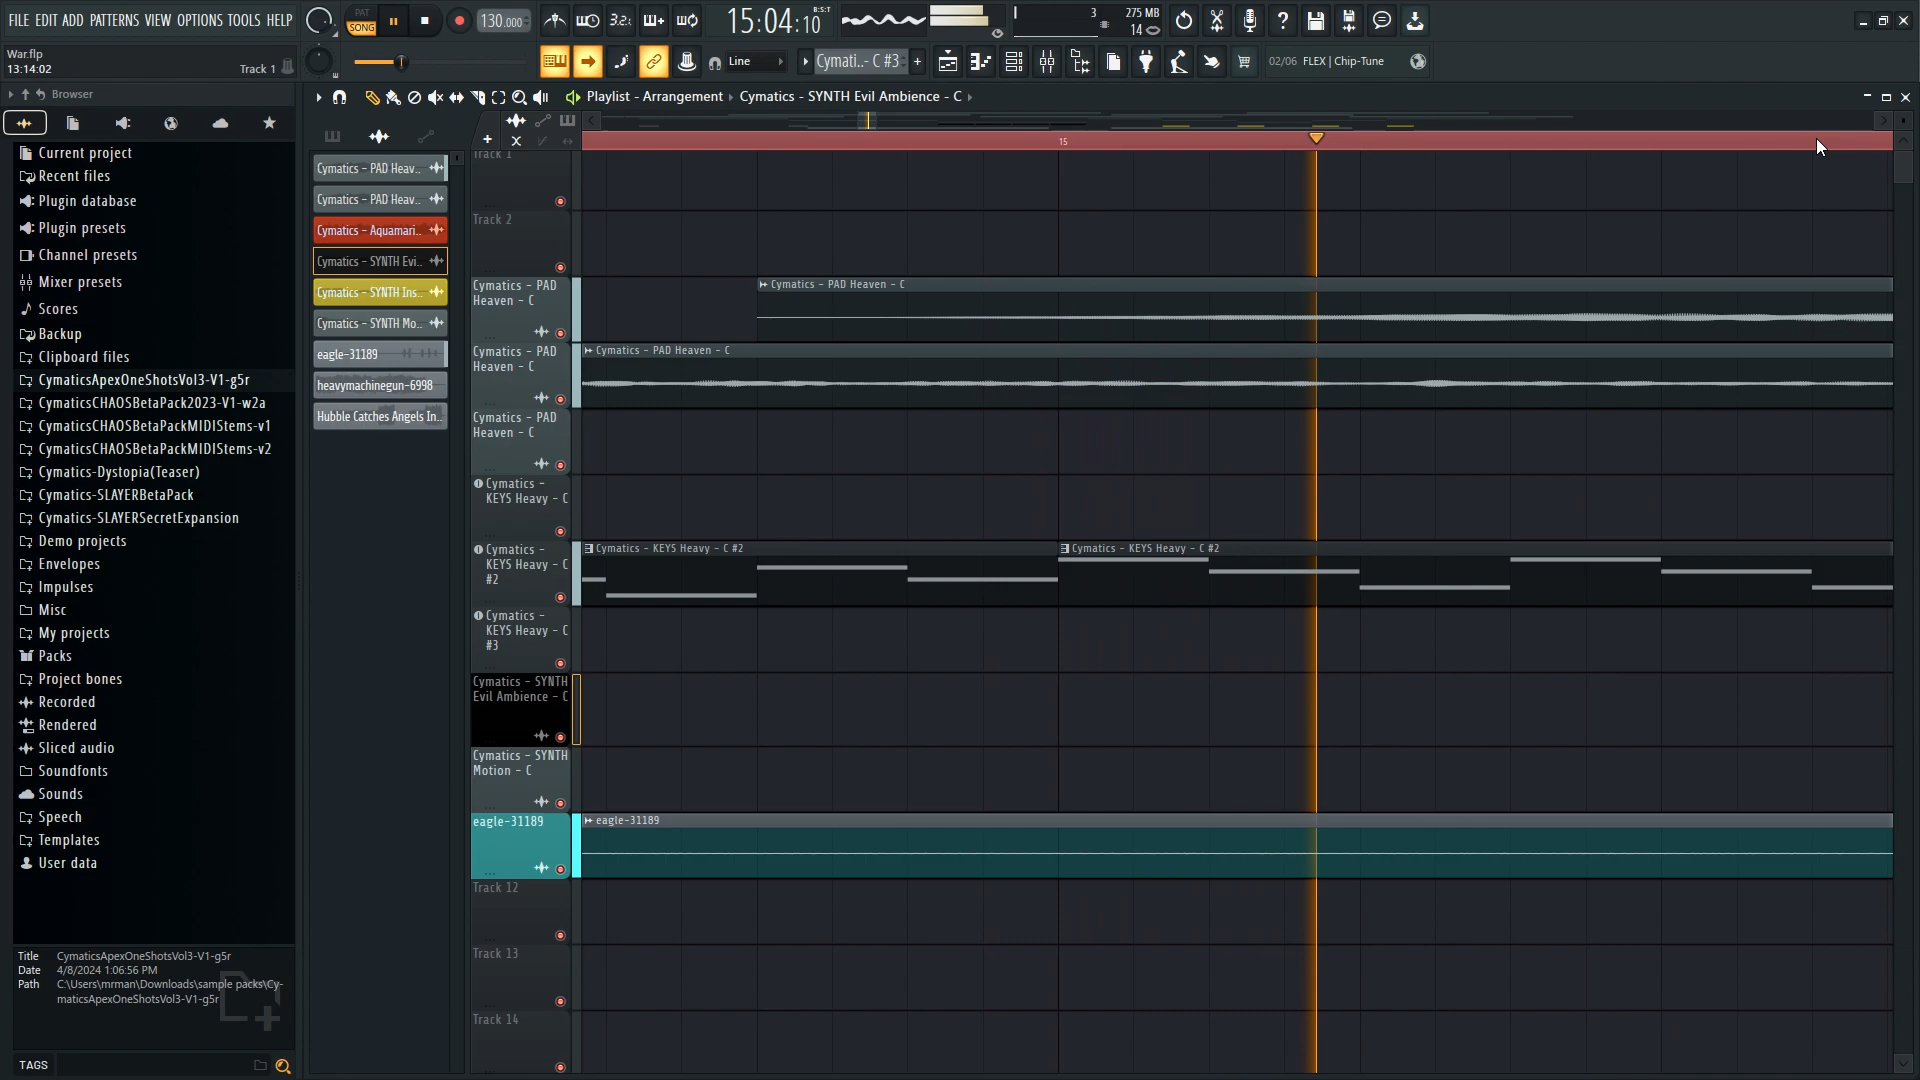 FILE EDIT ADD PATTERNS VIEW OPTIONS TOOLS HELP
PAT
SONG
130.000
3.2.
15:04:10
B:S:T
3
275 MB
14
War.flp
13:14:02
Track 1
Line
Cymati..- C #3
02/06 FLEX | Chip-Tune
Browser
Playlist - Arrangement › Cymatics - SYNTH Evil Ambience - C
Current project
Recent files
Plugin database
Plugin presets
Channel presets
Mixer presets
Scores
Backup
Clipboard files
CymaticsApexOneShotsVol3-V1-g5r
CymaticsCHAOSBetaPack2023-V1-w2a
CymaticsCHAOSBetaPackMIDIStems-v1
CymaticsCHAOSBetaPackMIDIStems-v2
Cymatics-Dystopia(Teaser)
Cymatics-SLAYERBetaPack
Cymatics-SLAYERSecretExpansion
Demo projects
Envelopes
Impulses
Misc
My projects
Packs
Project bones
Recorded
Rendered
Sliced audio
Soundfonts
Sounds
Speech
Templates
User data
Title CymaticsApexOneShotsVol3-V1-g5r
Date 4/8/2024 1:06:56 PM
Path C:\Users\mrman\Downloads\sample packs\Cy-
maticsApexOneShotsVol3-V1-g5r
TAGS
Cymatics - PAD Heav..
Cymatics - PAD Heav..
Cymatics - Aquamari..
Cymatics - SYNTH Evi..
Cymatics - SYNTH Ins..
Cymatics - SYNTH Mo..
eagle-31189
heavymachinegun-6998
Hubble Catches Angels In..
15
Track 1
Track 2
Cymatics - PAD
Heaven - C
Cymatics - PAD Heaven - C
Cymatics - PAD
Heaven - C
Cymatics - PAD Heaven - C
Cymatics - PAD
Heaven - C
Cymatics -
KEYS Heavy - C
Cymatics -
KEYS Heavy - C
#2
Cymatics - KEYS Heavy - C #2
Cymatics - KEYS Heavy - C #2
Cymatics -
KEYS Heavy - C
#3
Cymatics - SYNTH
Evil Ambience - C
Cymatics - SYNTH
Motion - C
eagle-31189
eagle-31189
Track 12
Track 13
Track 14